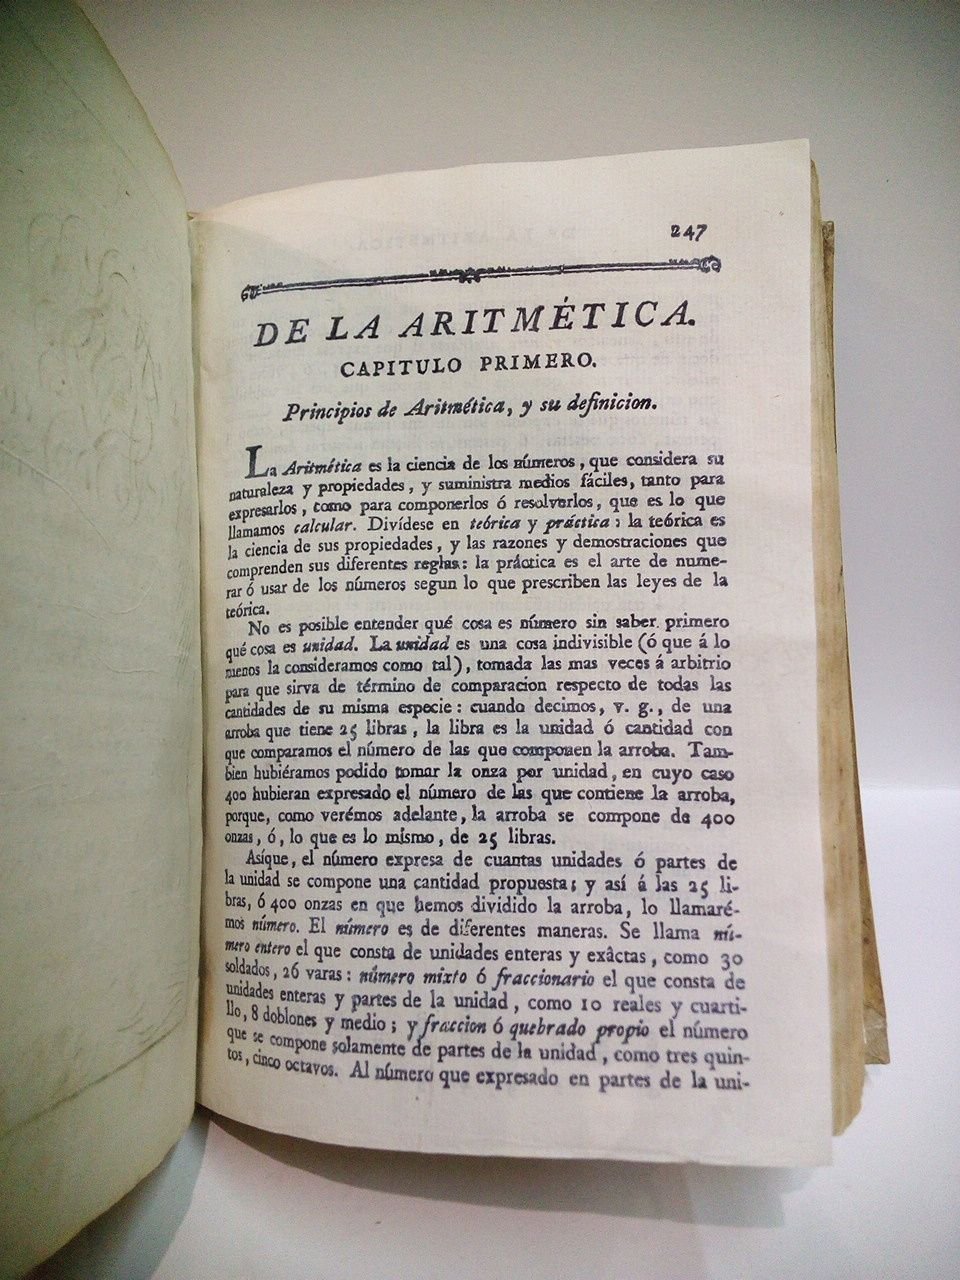 247
DE LA ARITMÉTICA.
CAPITULO PRIMERO.
Principios de Aritmética, y su definicion.
La Aritmética es la ciencia de los números, que considera su
naturaleza y propiedades, y suministra medios fáciles, tanto para
expresarlos, como para componerlos ó resolverlos, que es lo que
llamamos calcular. Divídese en teórica y práctica: la teórica es
la ciencia de sus propiedades, y las razones y demostraciones que
comprenden sus diferentes reglas: la práctica es el arte de nume-
rar ó usar de los números segun lo que prescriben las leyes de la
teórica.
No es posible entender qué cosa es número sin saber primero
qué cosa es unidad. La unidad es una cosa indivisible (ó que á lo
menos la consideramos como tal), tomada las mas veces á arbitrio
para que sirva de término de comparacion respecto de todas las
cantidades de su misma especie: cuando decimos, v. g., de una
arroba que tiene 25 libras, la libra es la unidad ó cantidad con
que comparamos el número de las que componen la arroba. Tam-
bien hubiéramos podido tomar la onza por unidad, en cuyo caso
400 hubieran expresado el número de las que contiene la arroba,
porque, como verémos adelante, la arroba se compone de 400
onzas, ó, lo que es lo mismo, de 25 libras.
Asíque, el número expresa de cuantas unidades ó partes de
la unidad se compone una cantidad propuesta; y así á las 25 li-
bras, ó 400 onzas en que hemos dividido la arroba, lo llamaré-
mos número. El número es de diferentes maneras. Se llama nú-
mero entero el que consta de unidades enteras y exâctas, como 30
soldados, 26 varas: número mixto ó fraccionario el que consta de
unidades enteras y partes de la unidad, como 10 reales y cuarti-
llo, 8 doblones y medio; y fraccion ó quebrado propio el número
que se compone solamente de partes de la unidad, como tres quin-
tos, cinco octavos. Al número que expresado en partes de la uni-